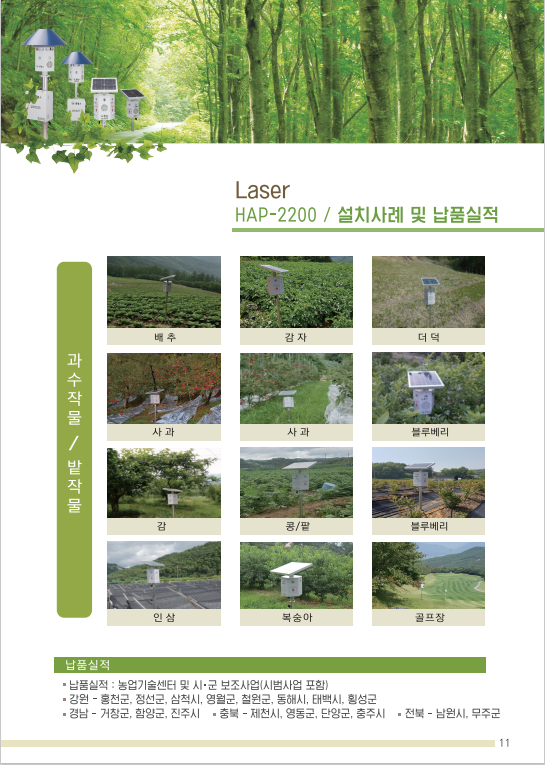 Laser
HAP-2200 / 설치사례 및 납품실적
과수작물 / 밭작물
배 추
감 자
더 덕
사 과
사 과
블루베리
감
콩/팥
블루베리
인 삼
복숭아
골프장
납품실적
▪ 납품실적 : 농업기술센터 및 시·군 보조사업(시범사업 포함)
▪ 강원 - 홍천군, 정선군, 삼척시, 영월군, 철원군, 동해시, 태백시, 횡성군
▪ 경남 - 거창군, 함양군, 진주시 ▪ 충북 - 제천시, 영동군, 단양군, 충주시 ▪ 전북 - 남원시, 무주군
11